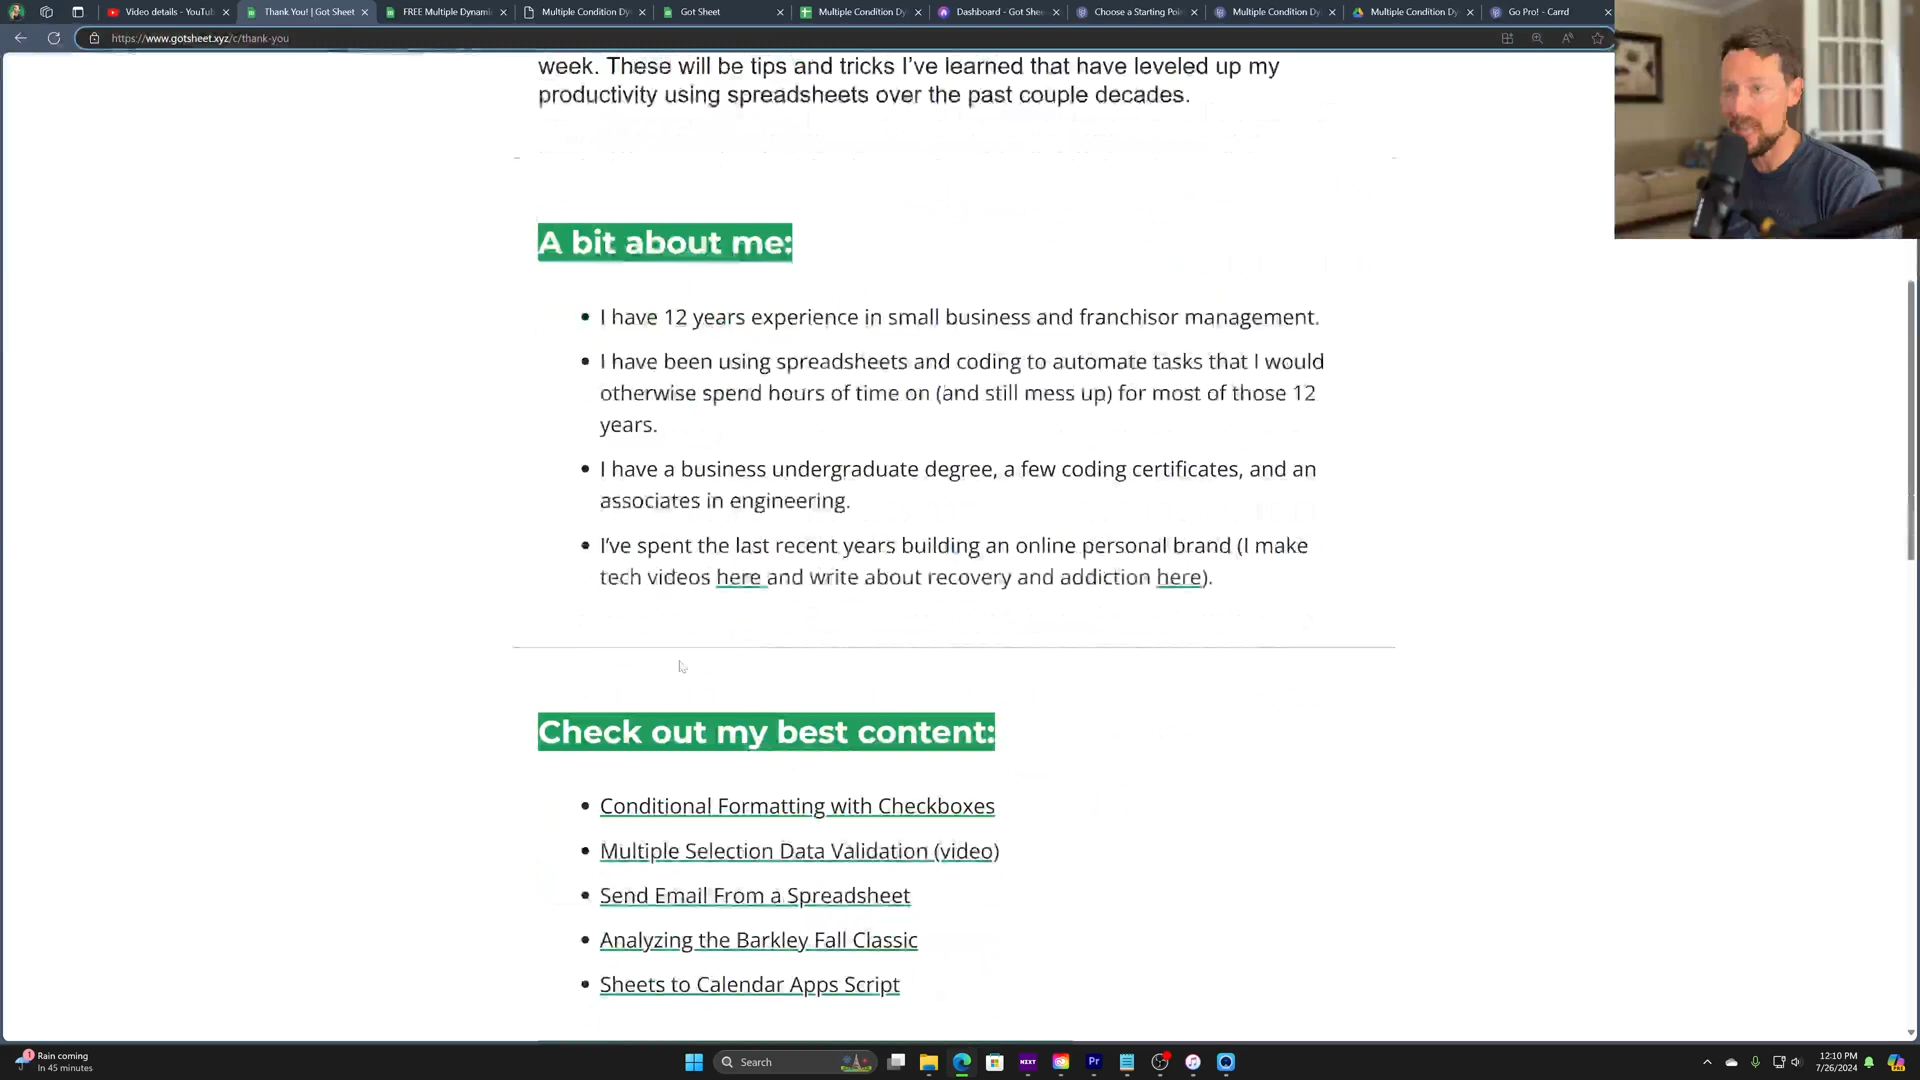 Video details - YouTu
Thank You! | Got Sheet
FREE Multiple Dynami
Multiple Condition Dy
Got Sheet
Multiple Condition Dy
Dashboard - Got She
Choose a Starting Poi
Multiple Condition Dy
Multiple Condition Dy
Go Pro! - Carrd
https://www.gotsheet.xyz/c/thank-you
week. These will be tips and tricks I've learned that have leveled up my
productivity using spreadsheets over the past couple decades.
A bit about me:
• I have 12 years experience in small business and franchisor management.
• I have been using spreadsheets and coding to automate tasks that I would
otherwise spend hours of time on (and still mess up) for most of those 12
years.
• I have a business undergraduate degree, a few coding certificates, and an
associates in engineering.
• I've spent the last recent years building an online personal brand (I make
tech videos here and write about recovery and addiction here).
Check out my best content:
• Conditional Formatting with Checkboxes
• Multiple Selection Data Validation (video)
• Send Email From a Spreadsheet
• Analyzing the Barkley Fall Classic
• Sheets to Calendar Apps Script
1
Rain coming
In 45 minutes
Search
NZXT
Pr
12:10 PM
7/26/2024